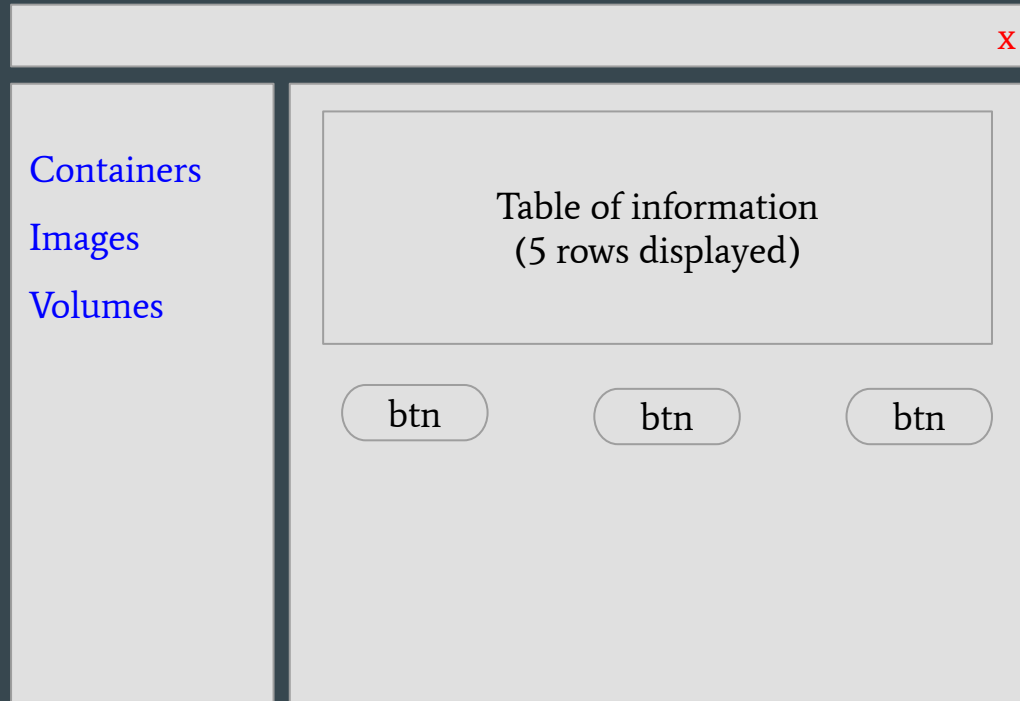 x
Containers
Images
Volumes
Table of information
(5 rows displayed)
btn
btn
btn